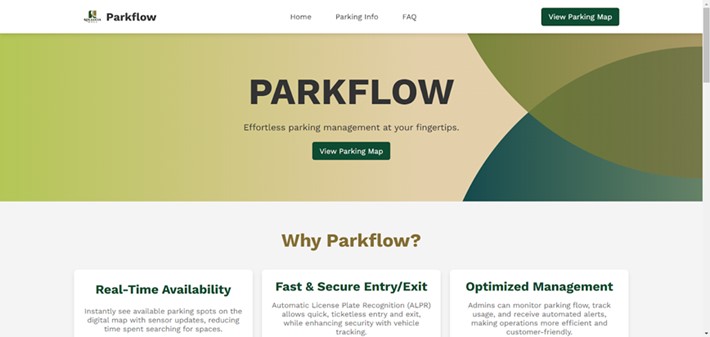 Parkflow
Home
Parking Info
FAQ
View Parking Map
PARKFLOW
Effortless parking management at your fingertips.
View Parking Map
Why Parkflow?
Real-Time Availability
Instantly see available parking spots on the
digital map with sensor updates, reducing
time spent searching for spaces.
Fast & Secure Entry/Exit
Automatic License Plate Recognition (ALPR)
allows quick, ticketless entry and exit,
while enhancing security with vehicle
tracking.
Optimized Management
Admins can monitor parking flow, track
usage, and receive automated alerts,
making operations more efficient and
customer-friendly.